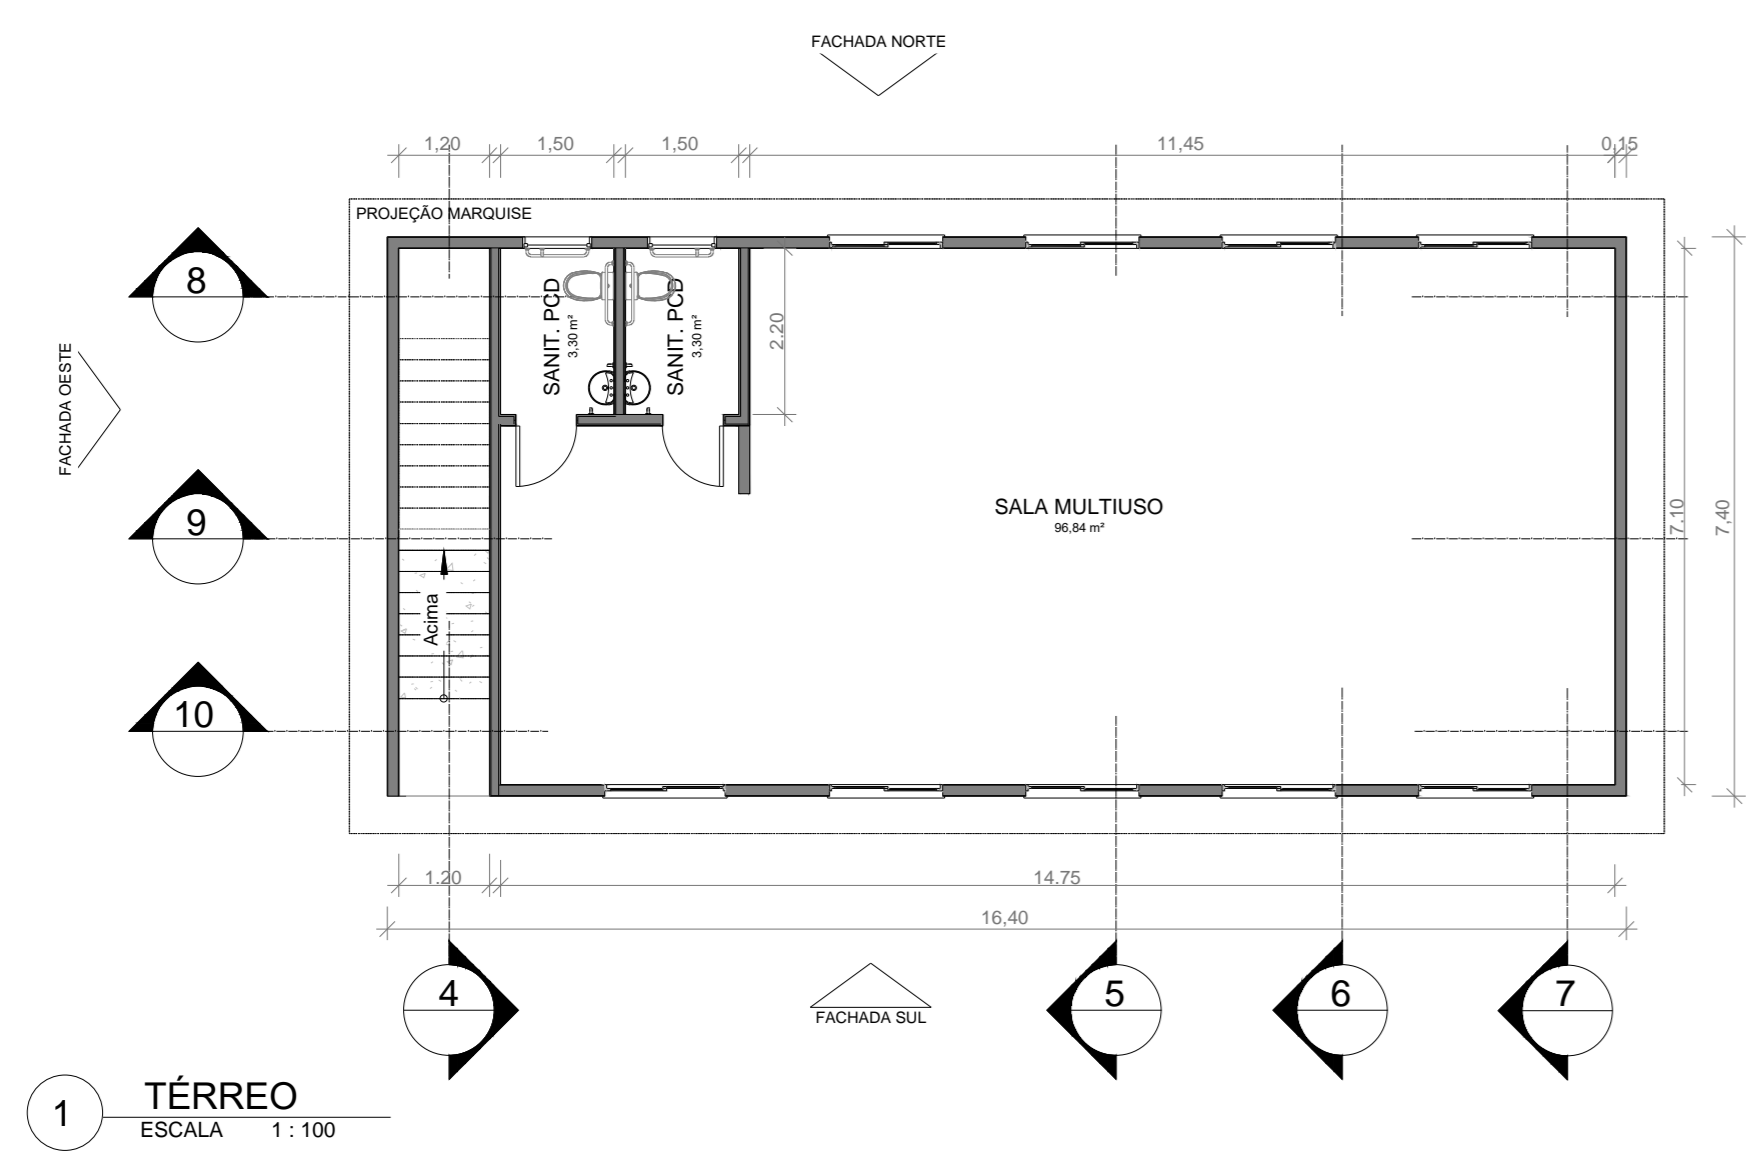 FACHADA NORTE
1,20
1,50
1,50
11,45
0,15
PROJEÇÃO MARQUISE
8
SANIT. PCD
3,30 m²
SANIT. PCD
3,30 m²
2.20
FACHADA OESTE
9
SALA MULTIUSO
96,84 m²
7.10
7,40
Acima
10
1.20
14.75
16,40
4
5
6
7
FACHADA SUL
1
TÉRREO
ESCALA 1 : 100